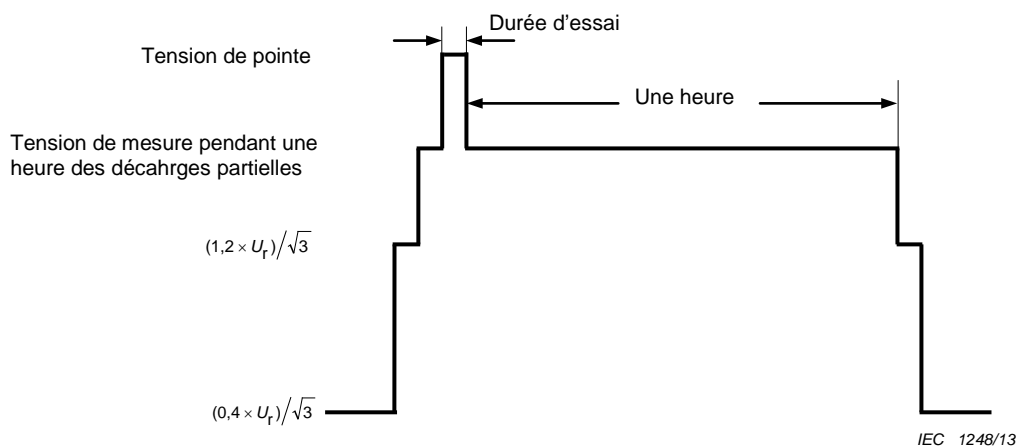 Durée d'essai
Tension de pointe
Une heure
Tension de mesure pendant une
heure des décahrges partielles
(1,2 × Ur)/√3
(0,4 × Ur)/√3
IEC 1248/13